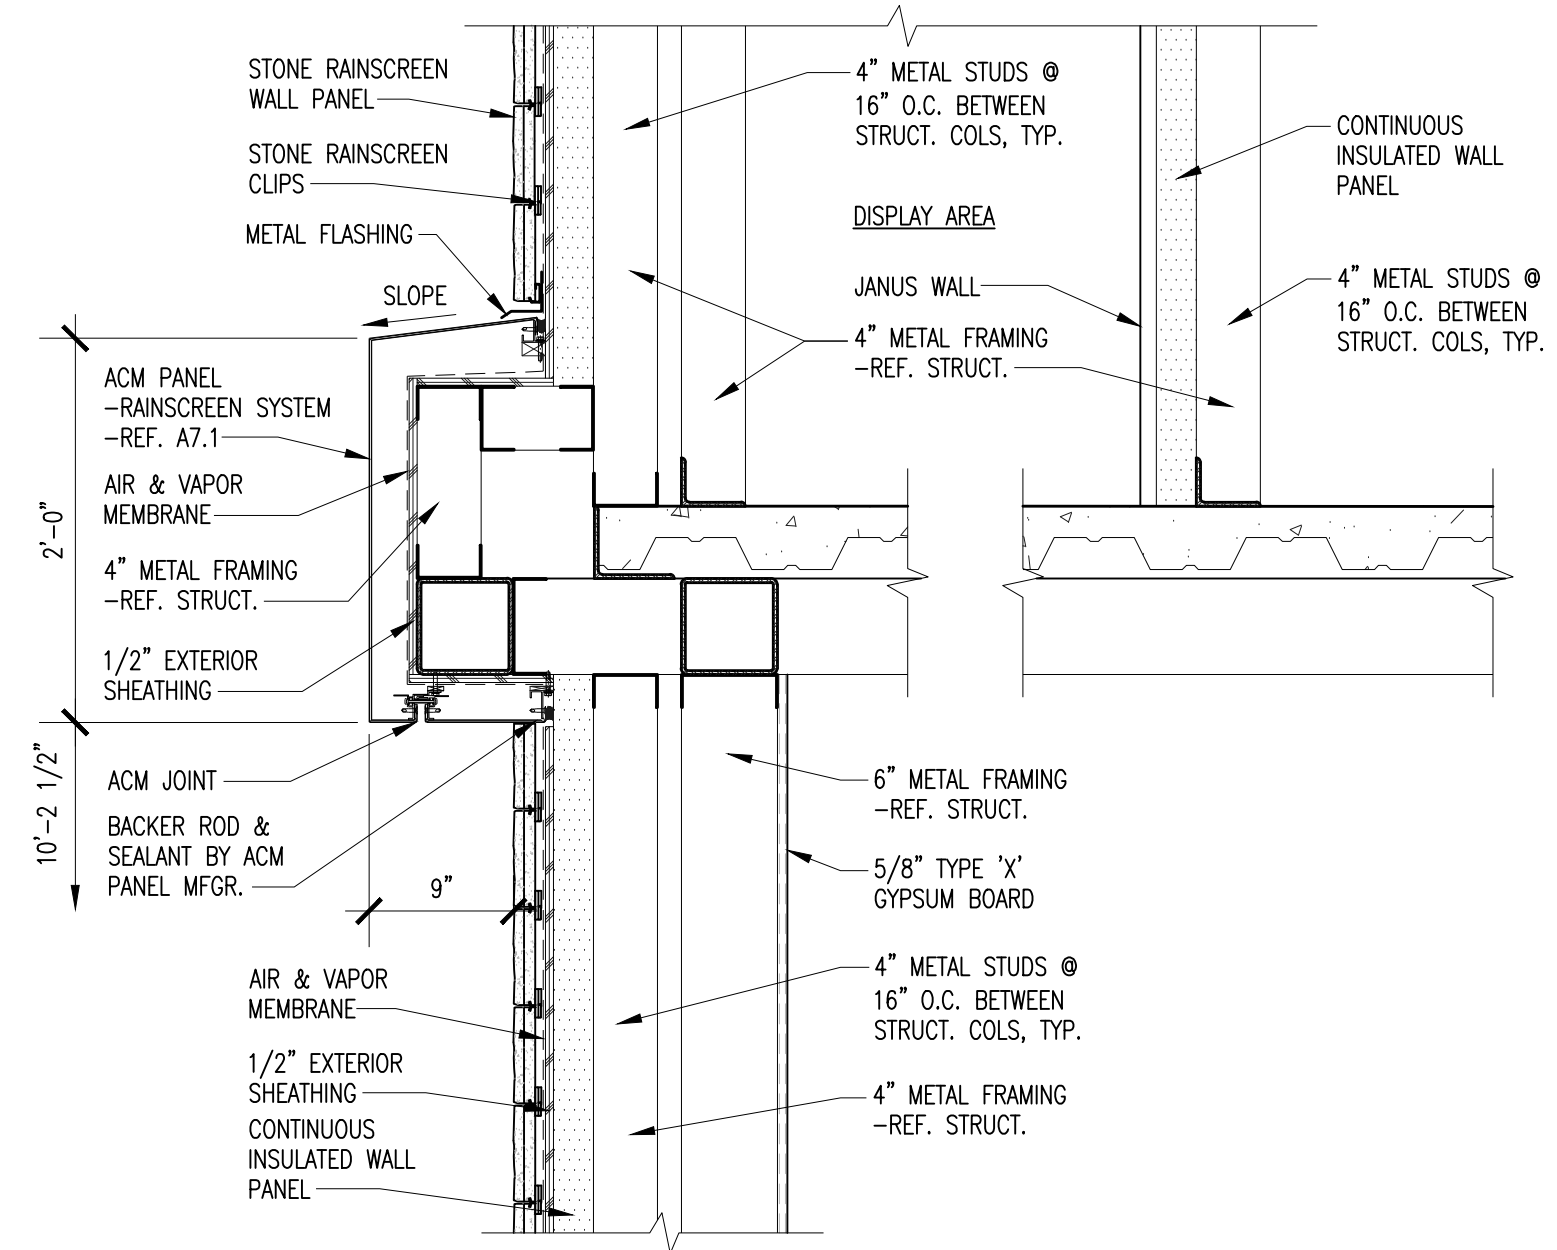 STONE RAINSCREEN
WALL PANEL
STONE RAINSCREEN
CLIPS
METAL FLASHING
SLOPE
ACM PANEL
-RAINSCREEN SYSTEM
-REF. A7.1
AIR & VAPOR
MEMBRANE
4” METAL FRAMING
-REF. STRUCT.
1/2” EXTERIOR
SHEATHING
2'-0”
10'-2 1/2”
ACM JOINT
BACKER ROD &
SEALANT BY ACM
PANEL MFGR.
9”
AIR & VAPOR
MEMBRANE
1/2” EXTERIOR
SHEATHING
CONTINUOUS
INSULATED WALL
PANEL
4” METAL STUDS @
16” O.C. BETWEEN
STRUCT. COLS, TYP.
DISPLAY AREA
JANUS WALL
4” METAL FRAMING
-REF. STRUCT.
CONTINUOUS
INSULATED WALL
PANEL
4” METAL STUDS @
16” O.C. BETWEEN
STRUCT. COLS, TYP.
6” METAL FRAMING
-REF. STRUCT.
5/8” TYPE 'X'
GYPSUM BOARD
4” METAL STUDS @
16” O.C. BETWEEN
STRUCT. COLS, TYP.
4” METAL FRAMING
-REF. STRUCT.